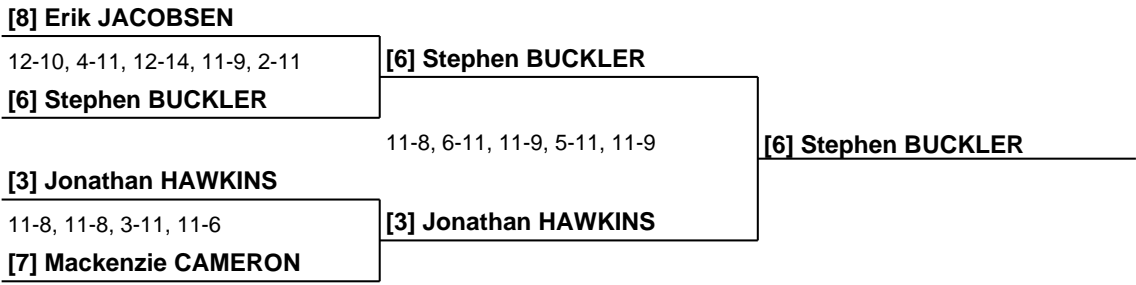 [8] Erik JACOBSEN
12-10, 4-11, 12-14, 11-9, 2-11
[6] Stephen BUCKLER
[6] Stephen BUCKLER
11-8, 6-11, 11-9, 5-11, 11-9
[6] Stephen BUCKLER
[3] Jonathan HAWKINS
11-8, 11-8, 3-11, 11-6
[3] Jonathan HAWKINS
[7] Mackenzie CAMERON